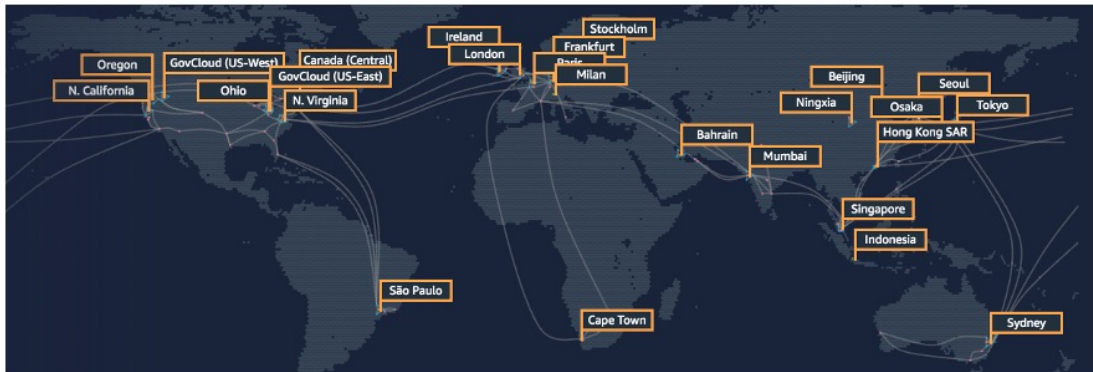 Stockholm
Ireland
Frankfurt
London
Paris
Milan
Oregon
GovCloud (US-West)
Canada (Central)
GovCloud (US-East)
N. California
Ohio
N. Virginia
Beijing
Seoul
Ningxia
Osaka
Tokyo
Hong Kong SAR
Bahrain
Mumbai
Singapore
Indonesia
São Paulo
Cape Town
Sydney